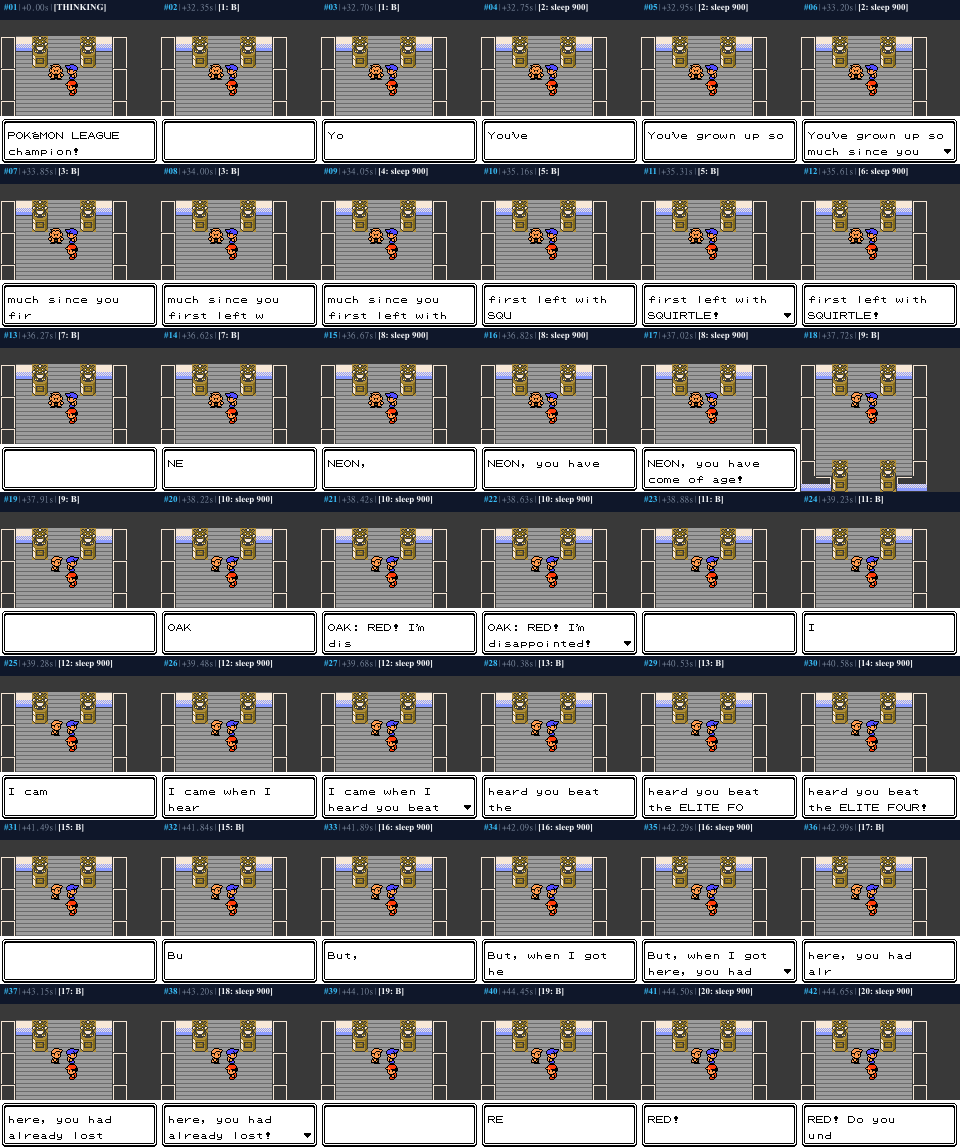 #01|+0.00s|[THINKING] #02|+32.35s|[1: B] #03|+32.70s|[1: B] #04|+32.75s|[2: sleep 900] #05|+32.95s|[2: sleep 900] #06|+33.20s|[2: sleep 900]
POKéMON LEAGUE
champion!
Yo
You've
You've grown up so
You've grown up so
much since you
#07|+33.85s|[3: B] #08|+34.00s|[3: B] #09|+34.05s|[4: sleep 900] #10|+35.16s|[5: B] #11|+35.31s|[5: B] #12|+35.61s|[6: sleep 900]
much since you
fir
much since you
first left w
much since you
first left with
first left with
SQU
first left with
SQUIRTLE!
first left with
SQUIRTLE!
#13|+36.27s|[7: B] #14|+36.62s|[7: B] #15|+36.67s|[8: sleep 900] #16|+36.82s|[8: sleep 900] #17|+37.02s|[8: sleep 900] #18|+37.72s|[9: B]
NE
NEON,
NEON, you have
NEON, you have
come of age!
#19|+37.91s|[9: B] #20|+38.22s|[10: sleep 900] #21|+38.42s|[10: sleep 900] #22|+38.63s|[10: sleep 900] #23|+38.88s|[11: B] #24|+39.23s|[11: B]
OAK
OAK: RED! I'm
dis
OAK: RED! I'm
disappointed!
I
#25|+39.28s|[12: sleep 900] #26|+39.48s|[12: sleep 900] #27|+39.68s|[12: sleep 900] #28|+40.38s|[13: B] #29|+40.53s|[13: B] #30|+40.58s|[14: sleep 900]
I cam
I came when I
hear
I came when I
heard you beat
heard you beat
the
heard you beat
the ELITE FO
heard you beat
the ELITE FOUR!
#31|+41.49s|[15: B] #32|+41.84s|[15: B] #33|+41.89s|[16: sleep 900] #34|+42.09s|[16: sleep 900] #35|+42.29s|[16: sleep 900] #36|+42.99s|[17: B]
Bu
But,
But, when I got
he
But, when I got
here, you had
here, you had
alr
#37|+43.15s|[17: B] #38|+43.20s|[18: sleep 900] #39|+44.10s|[19: B] #40|+44.45s|[19: B] #41|+44.50s|[20: sleep 900] #42|+44.65s|[20: sleep 900]
here, you had
already lost
here, you had
already lost!
RE
RED!
RED! Do you
und